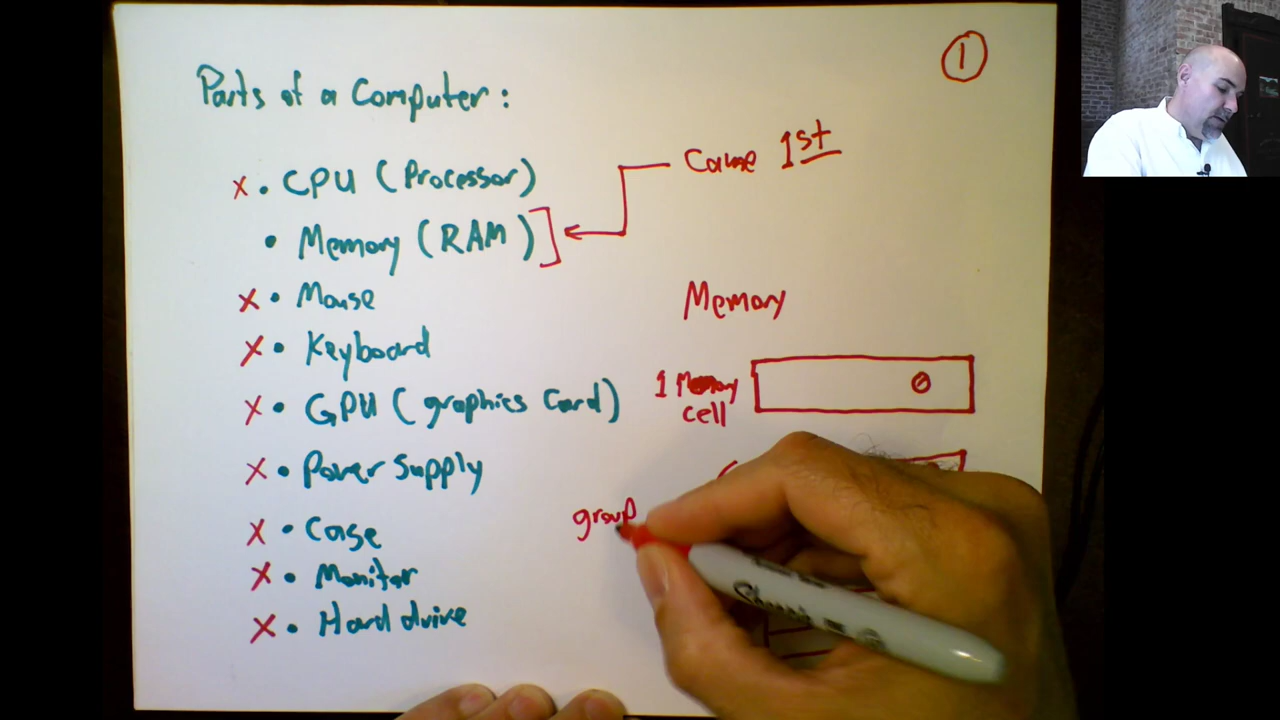 1
Parts of a Computer:
x • CPU (Processor)
Came 1st
• Memory (RAM)
x • Mouse
Memory
x • Keyboard
1 Memory
cell
x • GPU (graphics Card)
x • Power Supply
group
x • Case
x • Monitor
x • Hard drive
Sharpie